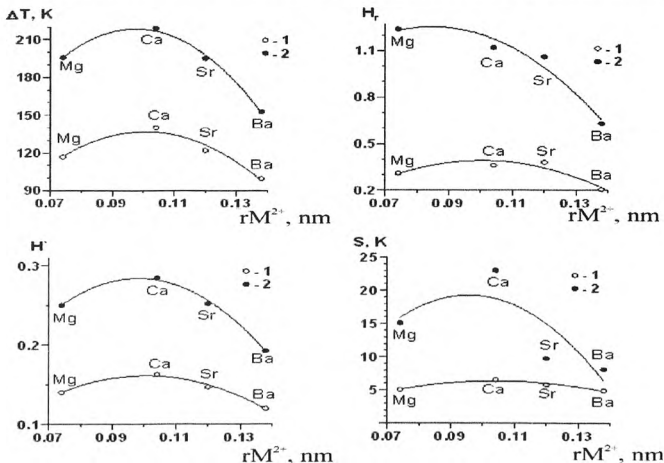 ΔT, K
210
180
150
120
90
Mg
Ca
Sr
Ba
Mg
Ca
Sr
Ba
-1
-2
0.07 0.09 0.11 0.13
rM²⁺, nm
Hr
1.2
0.8
0.6
0.4
0.2
Mg
Ca
Sr
Ba
Mg
Ca
Sr
Ba
-1
-2
0.07 0.09 0.11 0.13
rM²⁺, nm
H'
0.3
0.2
0.1
Mg
Ca
Sr
Ba
Mg
Ca
Sr
Ba
-1
-2
0.07 0.09 0.11 0.13
rM²⁺, nm
S, K
25
20
15
10
5
Mg
Ca
Sr
Ba
Mg
Ca
Sr
Ba
-1
-2
0.07 0.09 0.11 0.13
rM²⁺, nm